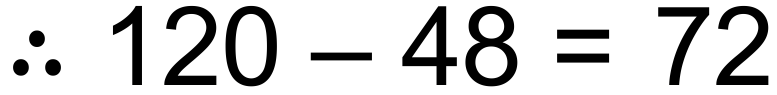 ∴ 120 – 48 = 72